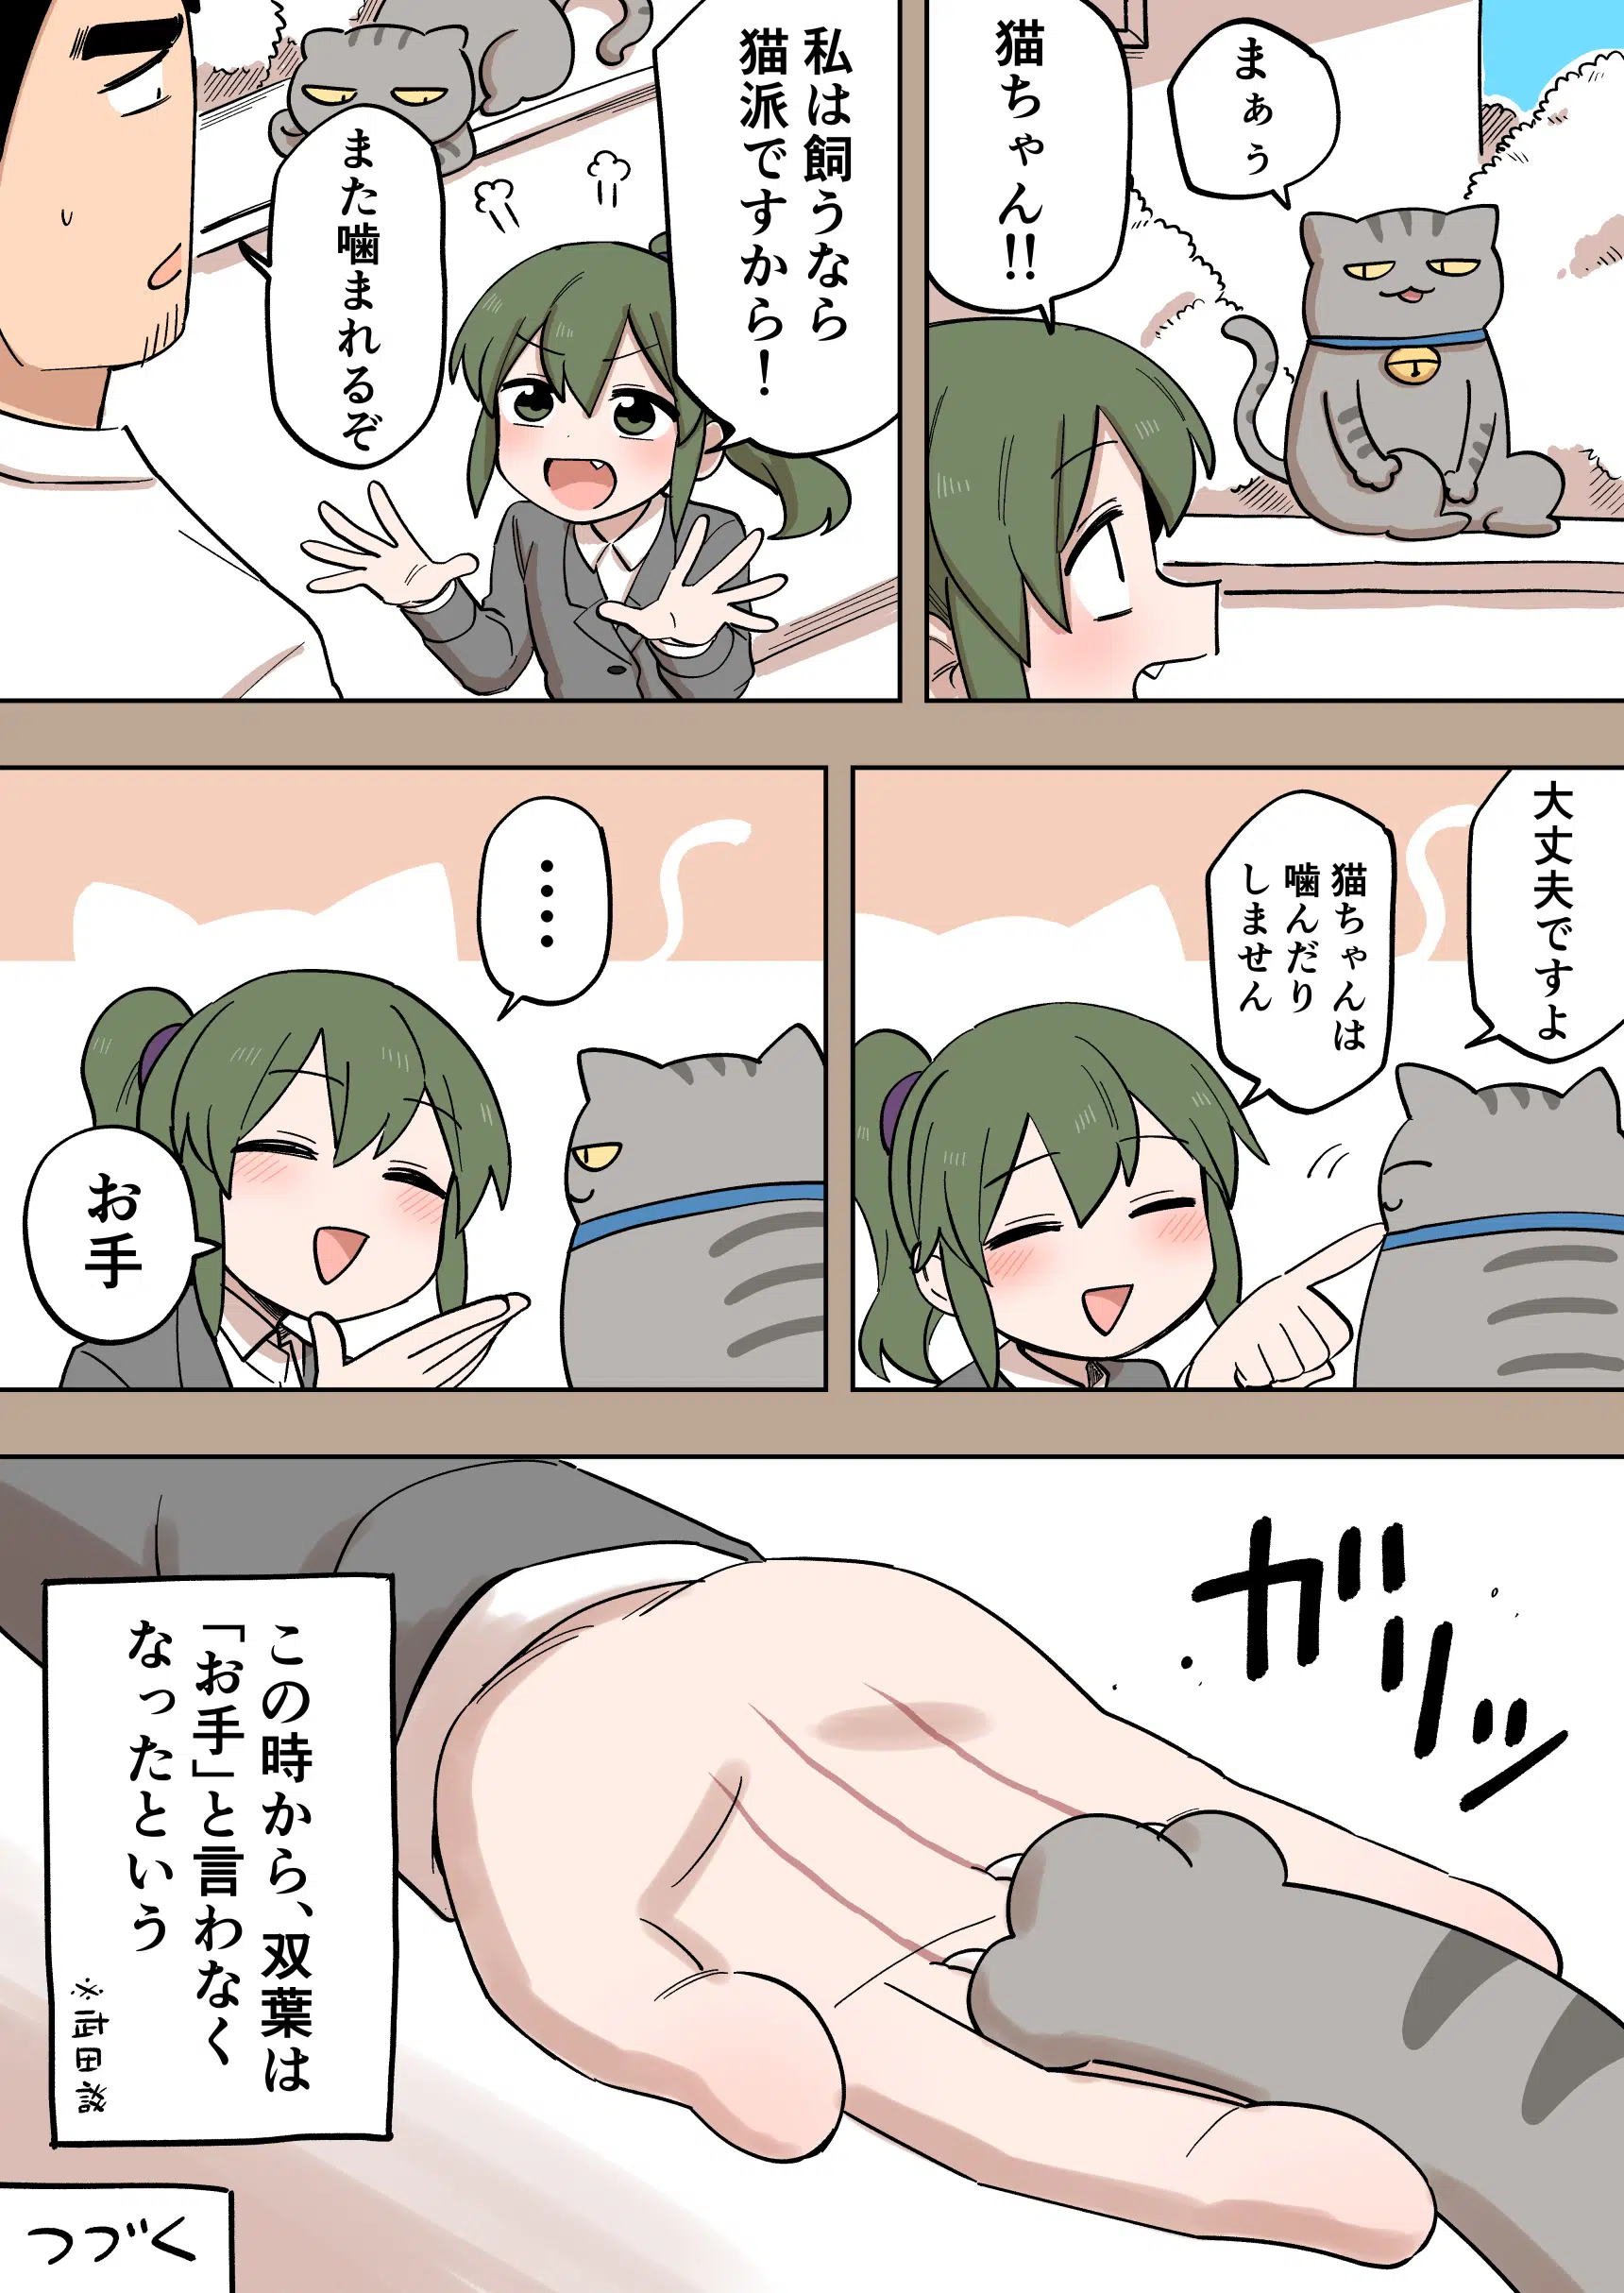 まぁぅ
猫ちゃん!!
私は飼うなら
猫派ですから!
また噛まれるぞ
大丈夫ですよ
猫ちゃんは
噛んだり
しません
‥‥
お手
ガリッ
この時から、双葉は
「お手」と言わなく
なったという
※武田談
つづく